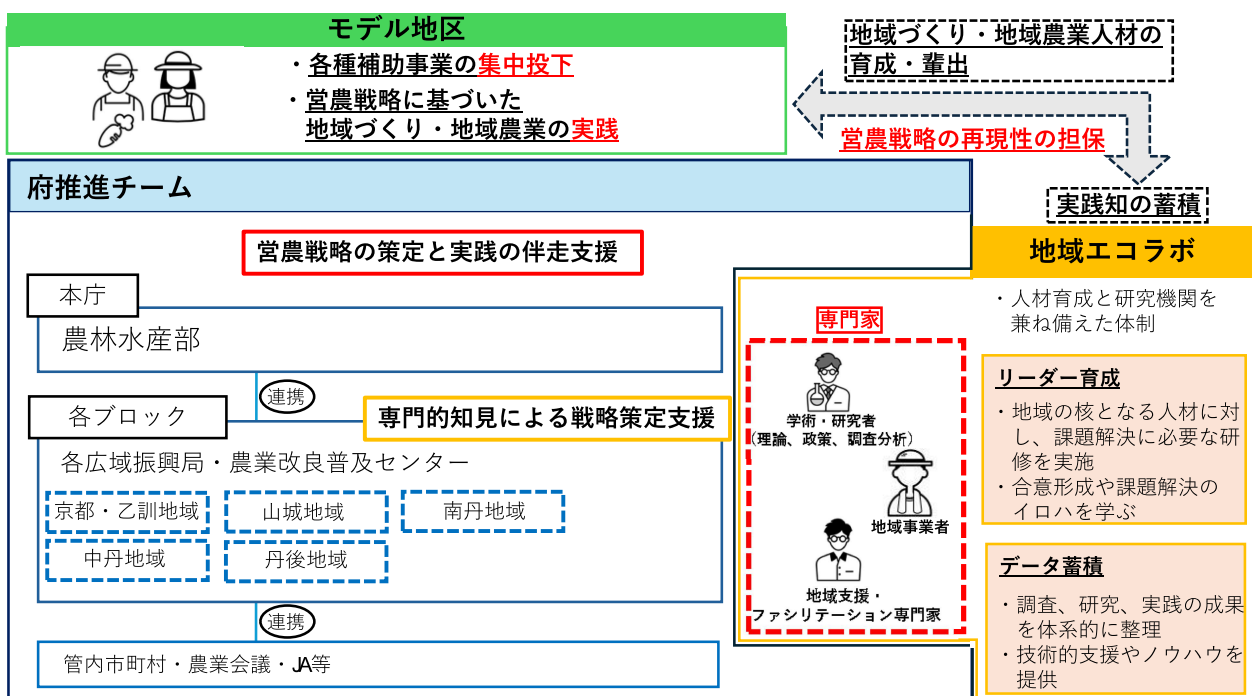 モデル地区
・各種補助事業の集中投下
・営農戦略に基づいた
地域づくり・地域農業の実践
地域づくり・地域農業人材の
育成・輩出
営農戦略の再現性の担保
実践知の蓄積
府推進チーム
営農戦略の策定と実践の伴走支援
本庁
農林水産部
連携
各ブロック
専門的知見による戦略策定支援
各広域振興局・農業改良普及センター
京都・乙訓地域
山城地域
南丹地域
中丹地域
丹後地域
連携
管内市町村・農業会議・JA等
専門家
学術・研究者
（理論、政策、調査分析）
地域事業者
地域支援・
ファシリテーション専門家
地域エコラボ
・人材育成と研究機関を
兼ね備えた体制
リーダー育成
・地域の核となる人材に対
し、課題解決に必要な研
修を実施
・合意形成や課題解決の
イロハを学ぶ
データ蓄積
・調査、研究、実践の成果
を体系的に整理
・技術的支援やノウハウを
提供